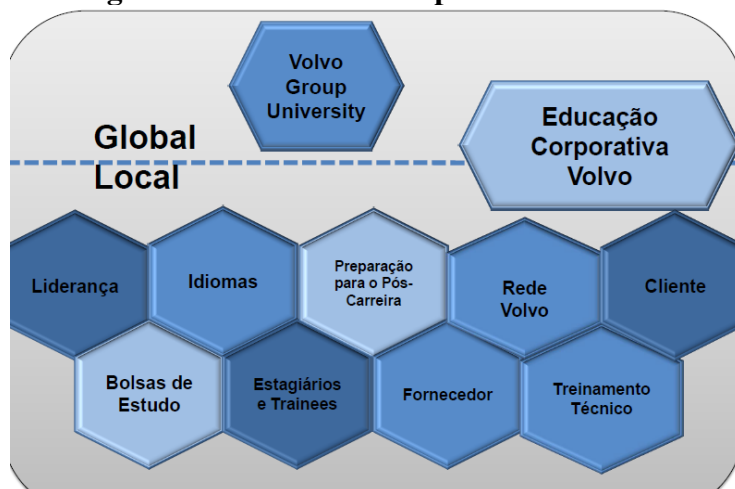 Volvo
Group
University
Educação
Corporativa
Volvo
Global
Local
Liderança
Idiomas
Preparação
para o Pós-
Carreira
Rede
Volvo
Cliente
Bolsas de
Estudo
Estagiários
e Trainees
Fornecedor
Treinamento
Técnico